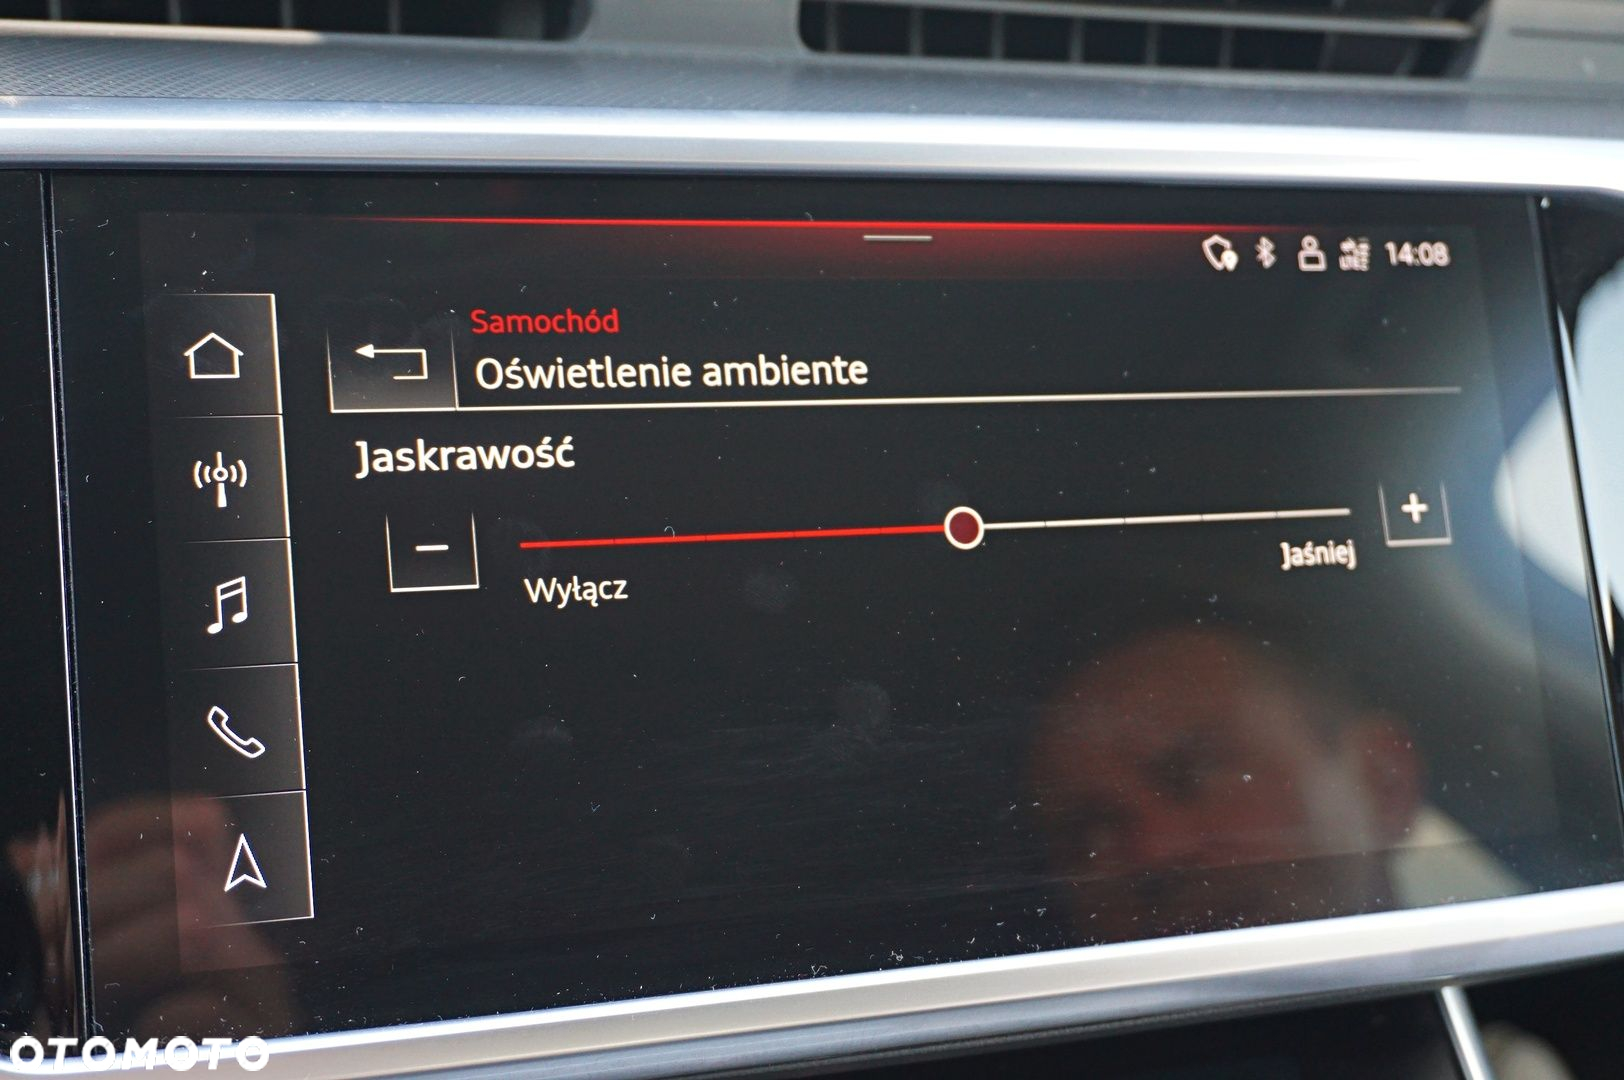 14:08
Samochód
Oświetlenie ambiente
Jaskrawość
Wyłącz
Jaśniej
OTOMOTO